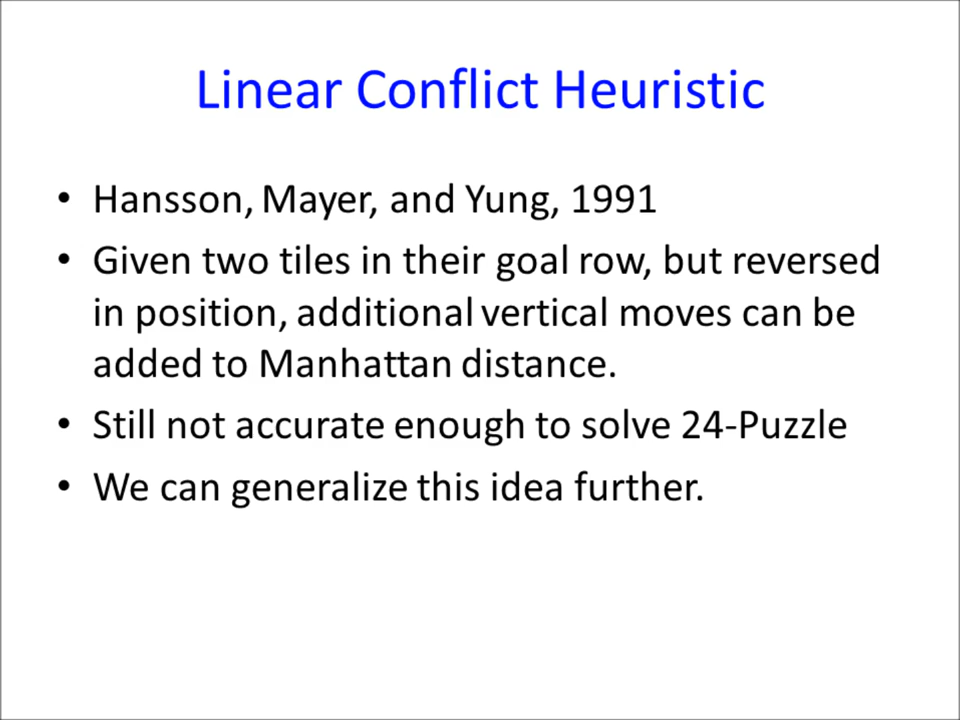 Linear Conflict Heuristic
• Hansson, Mayer, and Yung, 1991
• Given two tiles in their goal row, but reversed
in position, additional vertical moves can be
added to Manhattan distance.
• Still not accurate enough to solve 24-Puzzle
• We can generalize this idea further.